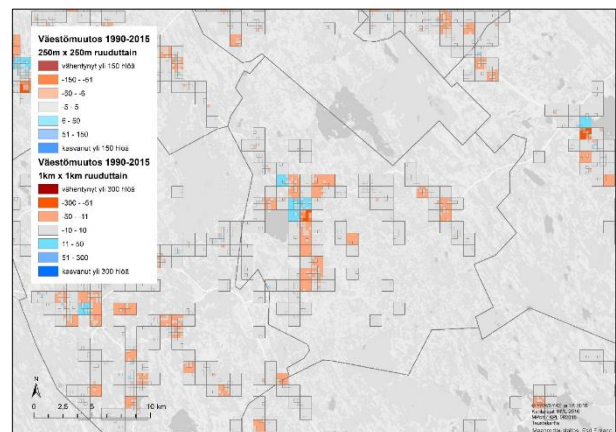 Väestömuutos 1990-2015
250m x 250m ruuduttain
vähentynyt yli 150 hlöä
-150 - -51
-50 - -6
-5 - 5
6 - 50
51 - 150
kasvanut yli 150 hlöä
Väestömuutos 1990-2015
1km x 1km ruuduttain
vähentynyt yli 300 hlöä
-300 - -51
-50 - -11
-10 - 10
11 - 50
51 - 300
kasvanut yli 300 hlöä
N
0 2,5 5 10 km